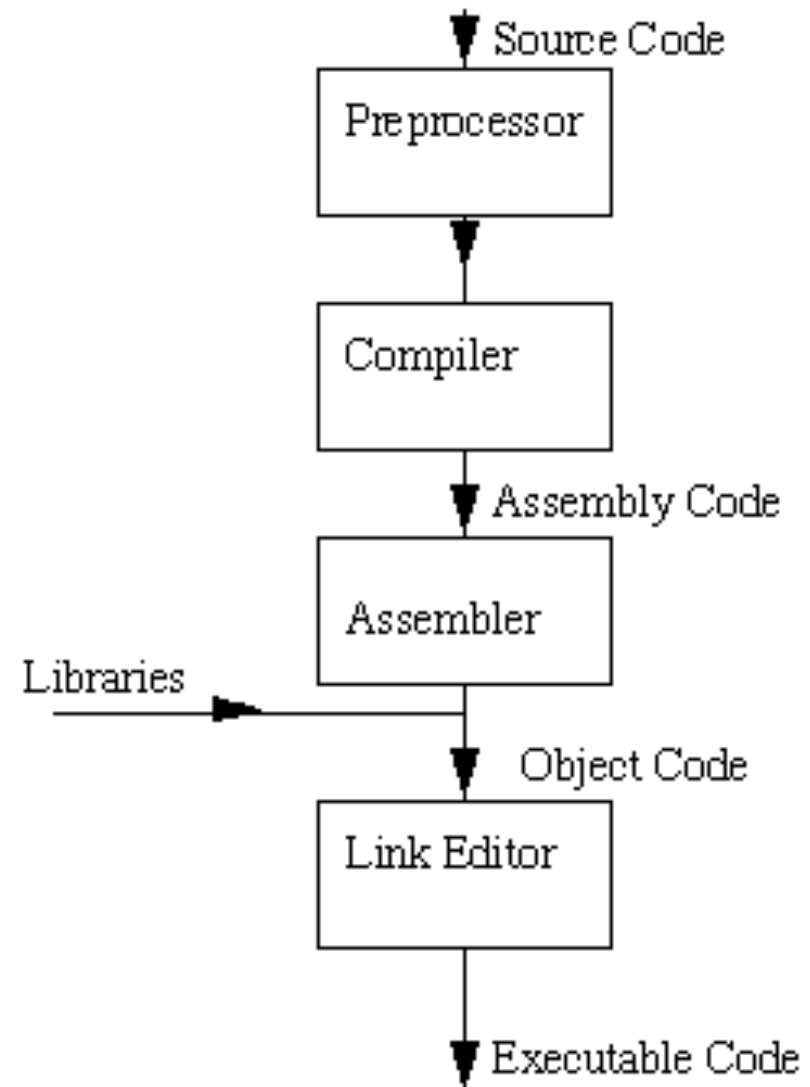 Source Code
Preprocessor
Compiler
Assembly Code
Assembler
Libraries
Object Code
Link Editor
Executable Code